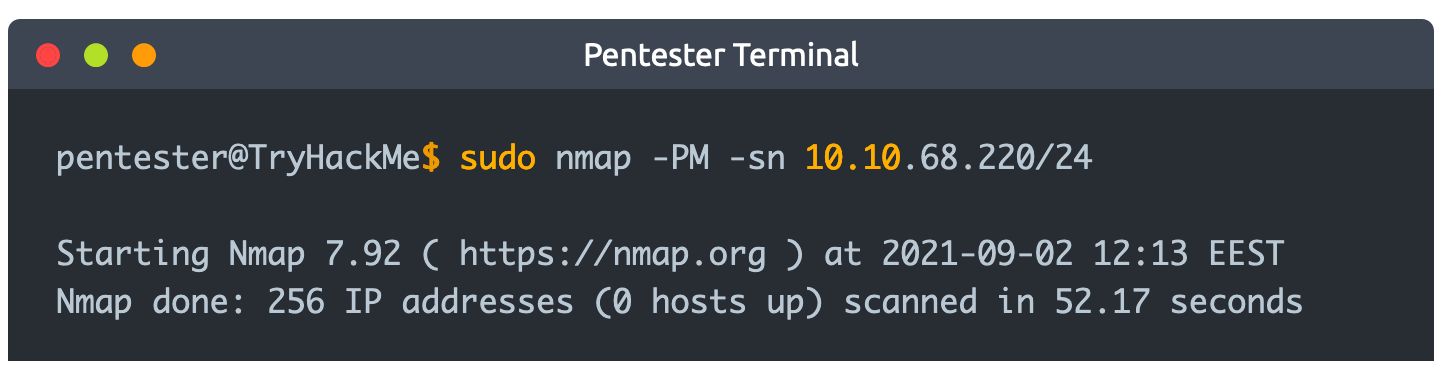 Pentester Terminal
pentester@TryHackMe$ sudo nmap -PM -sn 10.10.68.220/24
Starting Nmap 7.92 ( https://nmap.org ) at 2021-09-02 12:13 EEST
Nmap done: 256 IP addresses (0 hosts up) scanned in 52.17 seconds